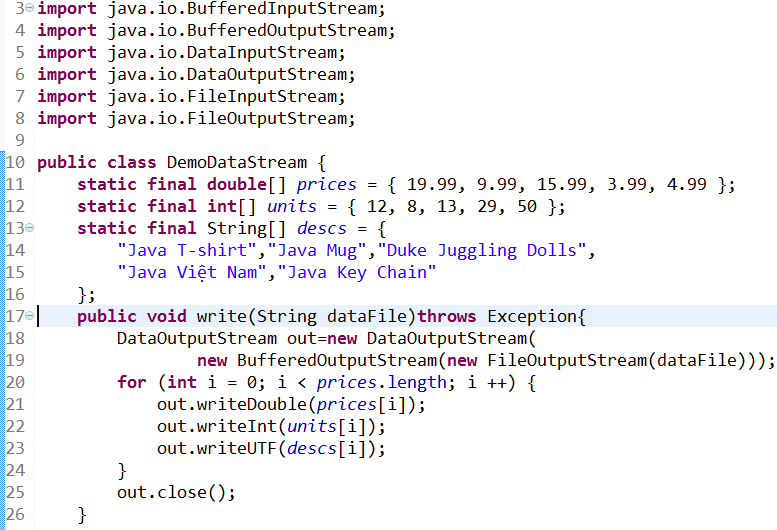 3 import java.io.BufferedInputStream;
4 import java.io.BufferedOutputStream;
5 import java.io.DataInputStream;
6 import java.io.DataOutputStream;
7 import java.io.FileInputStream;
8 import java.io.FileOutputStream;
9
10 public class DemoDataStream {
11     static final double[] prices = { 19.99, 9.99, 15.99, 3.99, 4.99 };
12     static final int[] units = { 12, 8, 13, 29, 50 };
13     static final String[] descs = {
14         "Java T-shirt","Java Mug","Duke Juggling Dolls",
15         "Java Việt Nam","Java Key Chain"
16     };
17     public void write(String dataFile)throws Exception{
18         DataOutputStream out=new DataOutputStream(
19                 new BufferedOutputStream(new FileOutputStream(dataFile)));
20         for (int i = 0; i < prices.length; i ++) {
21             out.writeDouble(prices[i]);
22             out.writeInt(units[i]);
23             out.writeUTF(descs[i]);
24         }
25         out.close();
26     }